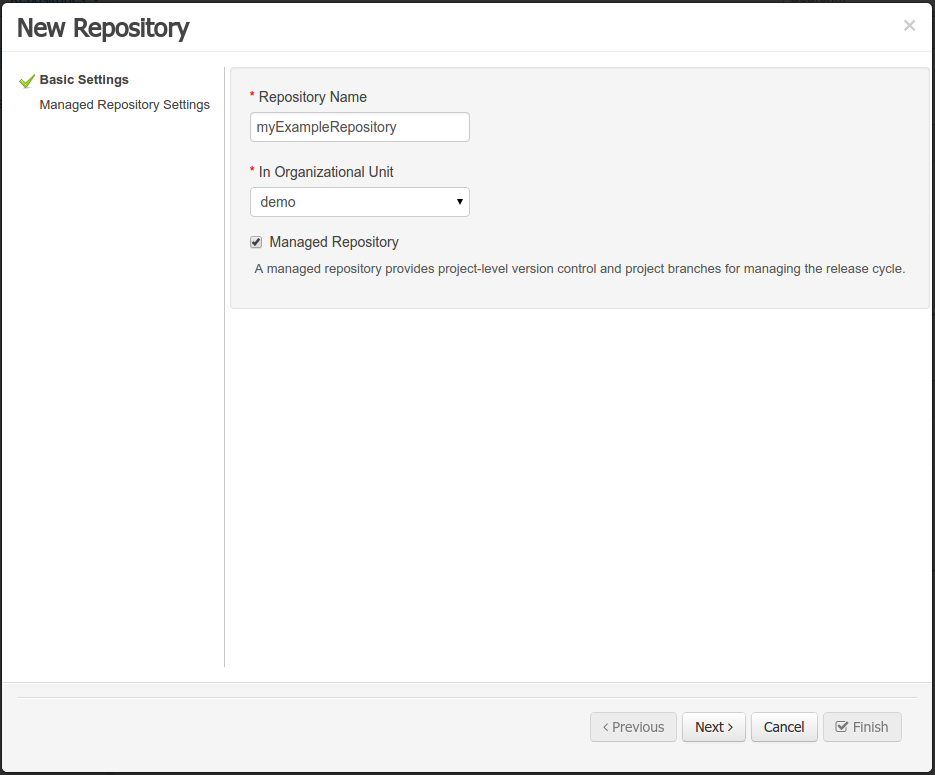 New Repository
×
Basic Settings
Managed Repository Settings
* Repository Name
myExampleRepository
* In Organizational Unit
demo
Managed Repository
A managed repository provides project-level version control and project branches for managing the release cycle.
‹ Previous
Next ›
Cancel
Finish